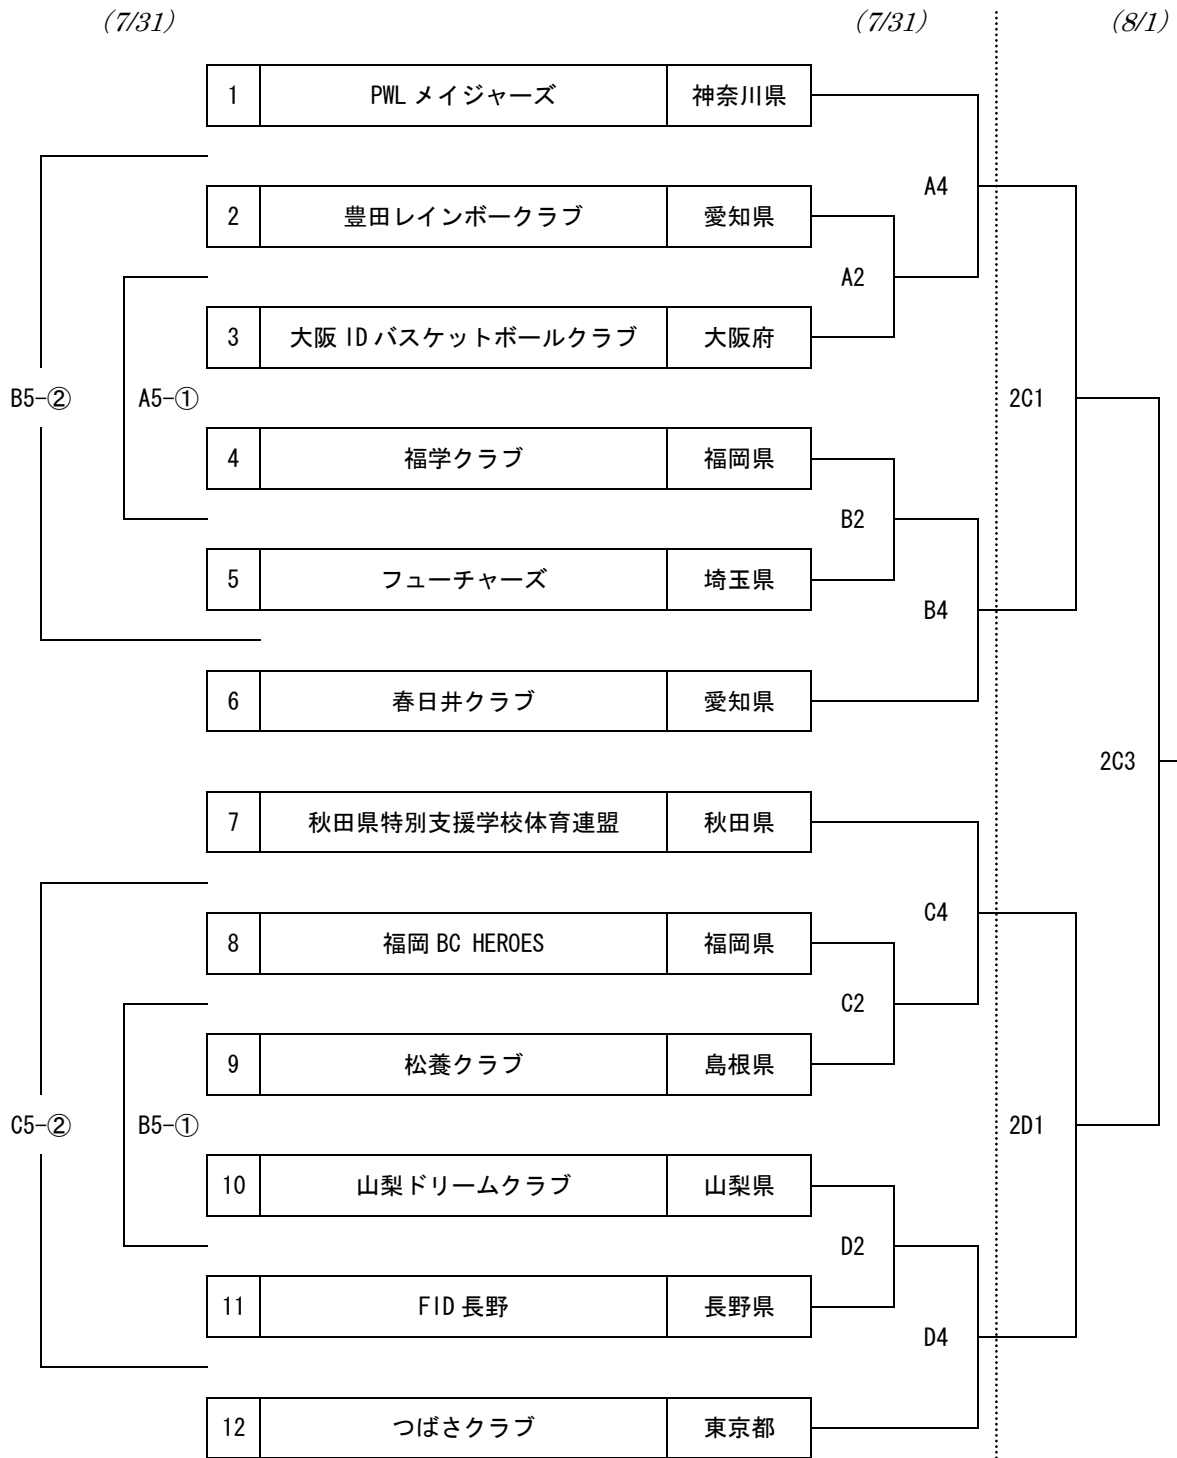 (7/31) (7/31) (8/1)
1 PWL メイジャーズ 神奈川県
A4
2 豊田レインボークラブ 愛知県
A2
3 大阪 ID バスケットボールクラブ 大阪府
B5-② A5-① 2C1
4 福学クラブ 福岡県
B2
5 フューチャーズ 埼玉県
B4
6 春日井クラブ 愛知県
2C3
7 秋田県特別支援学校体育連盟 秋田県
C4
8 福岡 BC HEROES 福岡県
C2
9 松養クラブ 島根県
C5-② B5-① 2D1
10 山梨ドリームクラブ 山梨県
D2
11 FID 長野 長野県
D4
12 つばさクラブ 東京都